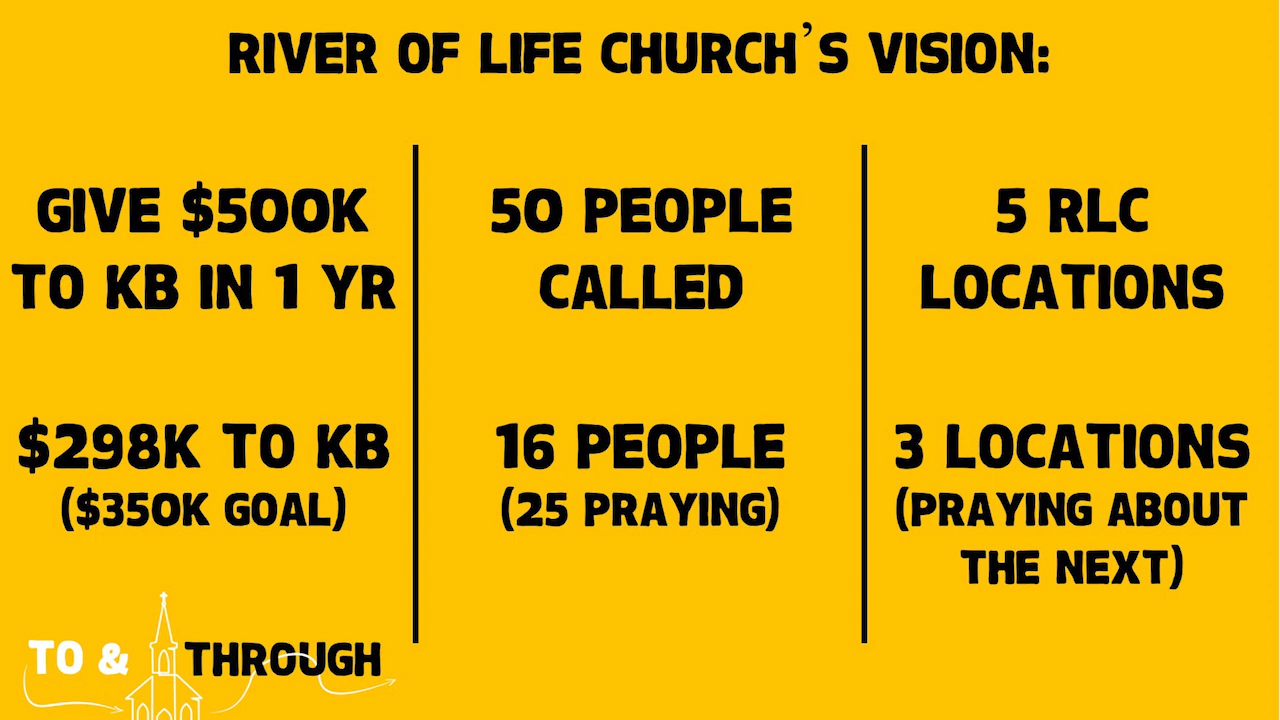 RIVER OF LIFE CHURCH'S VISION:
GIVE $500K
TO KB IN 1 YR
$298K TO KB
($350K GOAL)
50 PEOPLE
CALLED
16 PEOPLE
(25 PRAYING)
5 RLC
LOCATIONS
3 LOCATIONS
(PRAYING ABOUT
THE NEXT)
TO & THROUGH